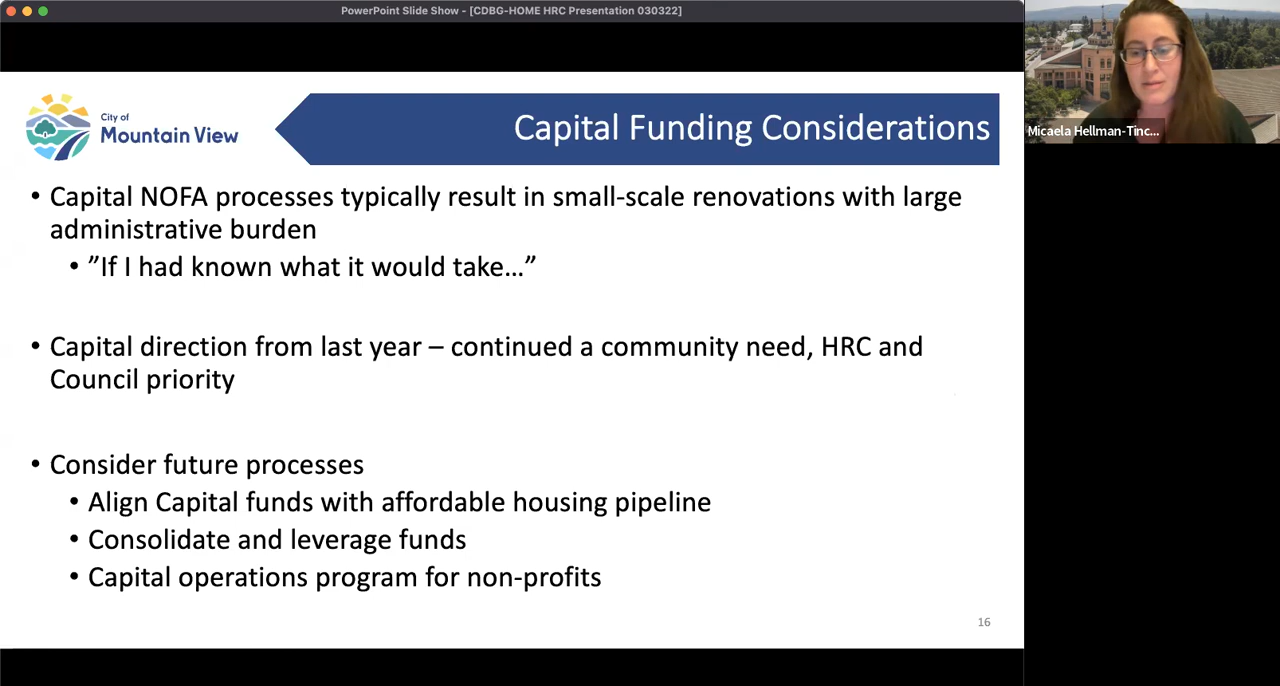 PowerPoint Slide Show - [CDBG-HOME HRC Presentation 030322]
City of
Mountain View
Capital Funding Considerations
Micaela Hellman-Tinc...
• Capital NOFA processes typically result in small-scale renovations with large
administrative burden
• ”If I had known what it would take…”
• Capital direction from last year – continued a community need, HRC and
Council priority
• Consider future processes
• Align Capital funds with affordable housing pipeline
• Consolidate and leverage funds
• Capital operations program for non-profits
16